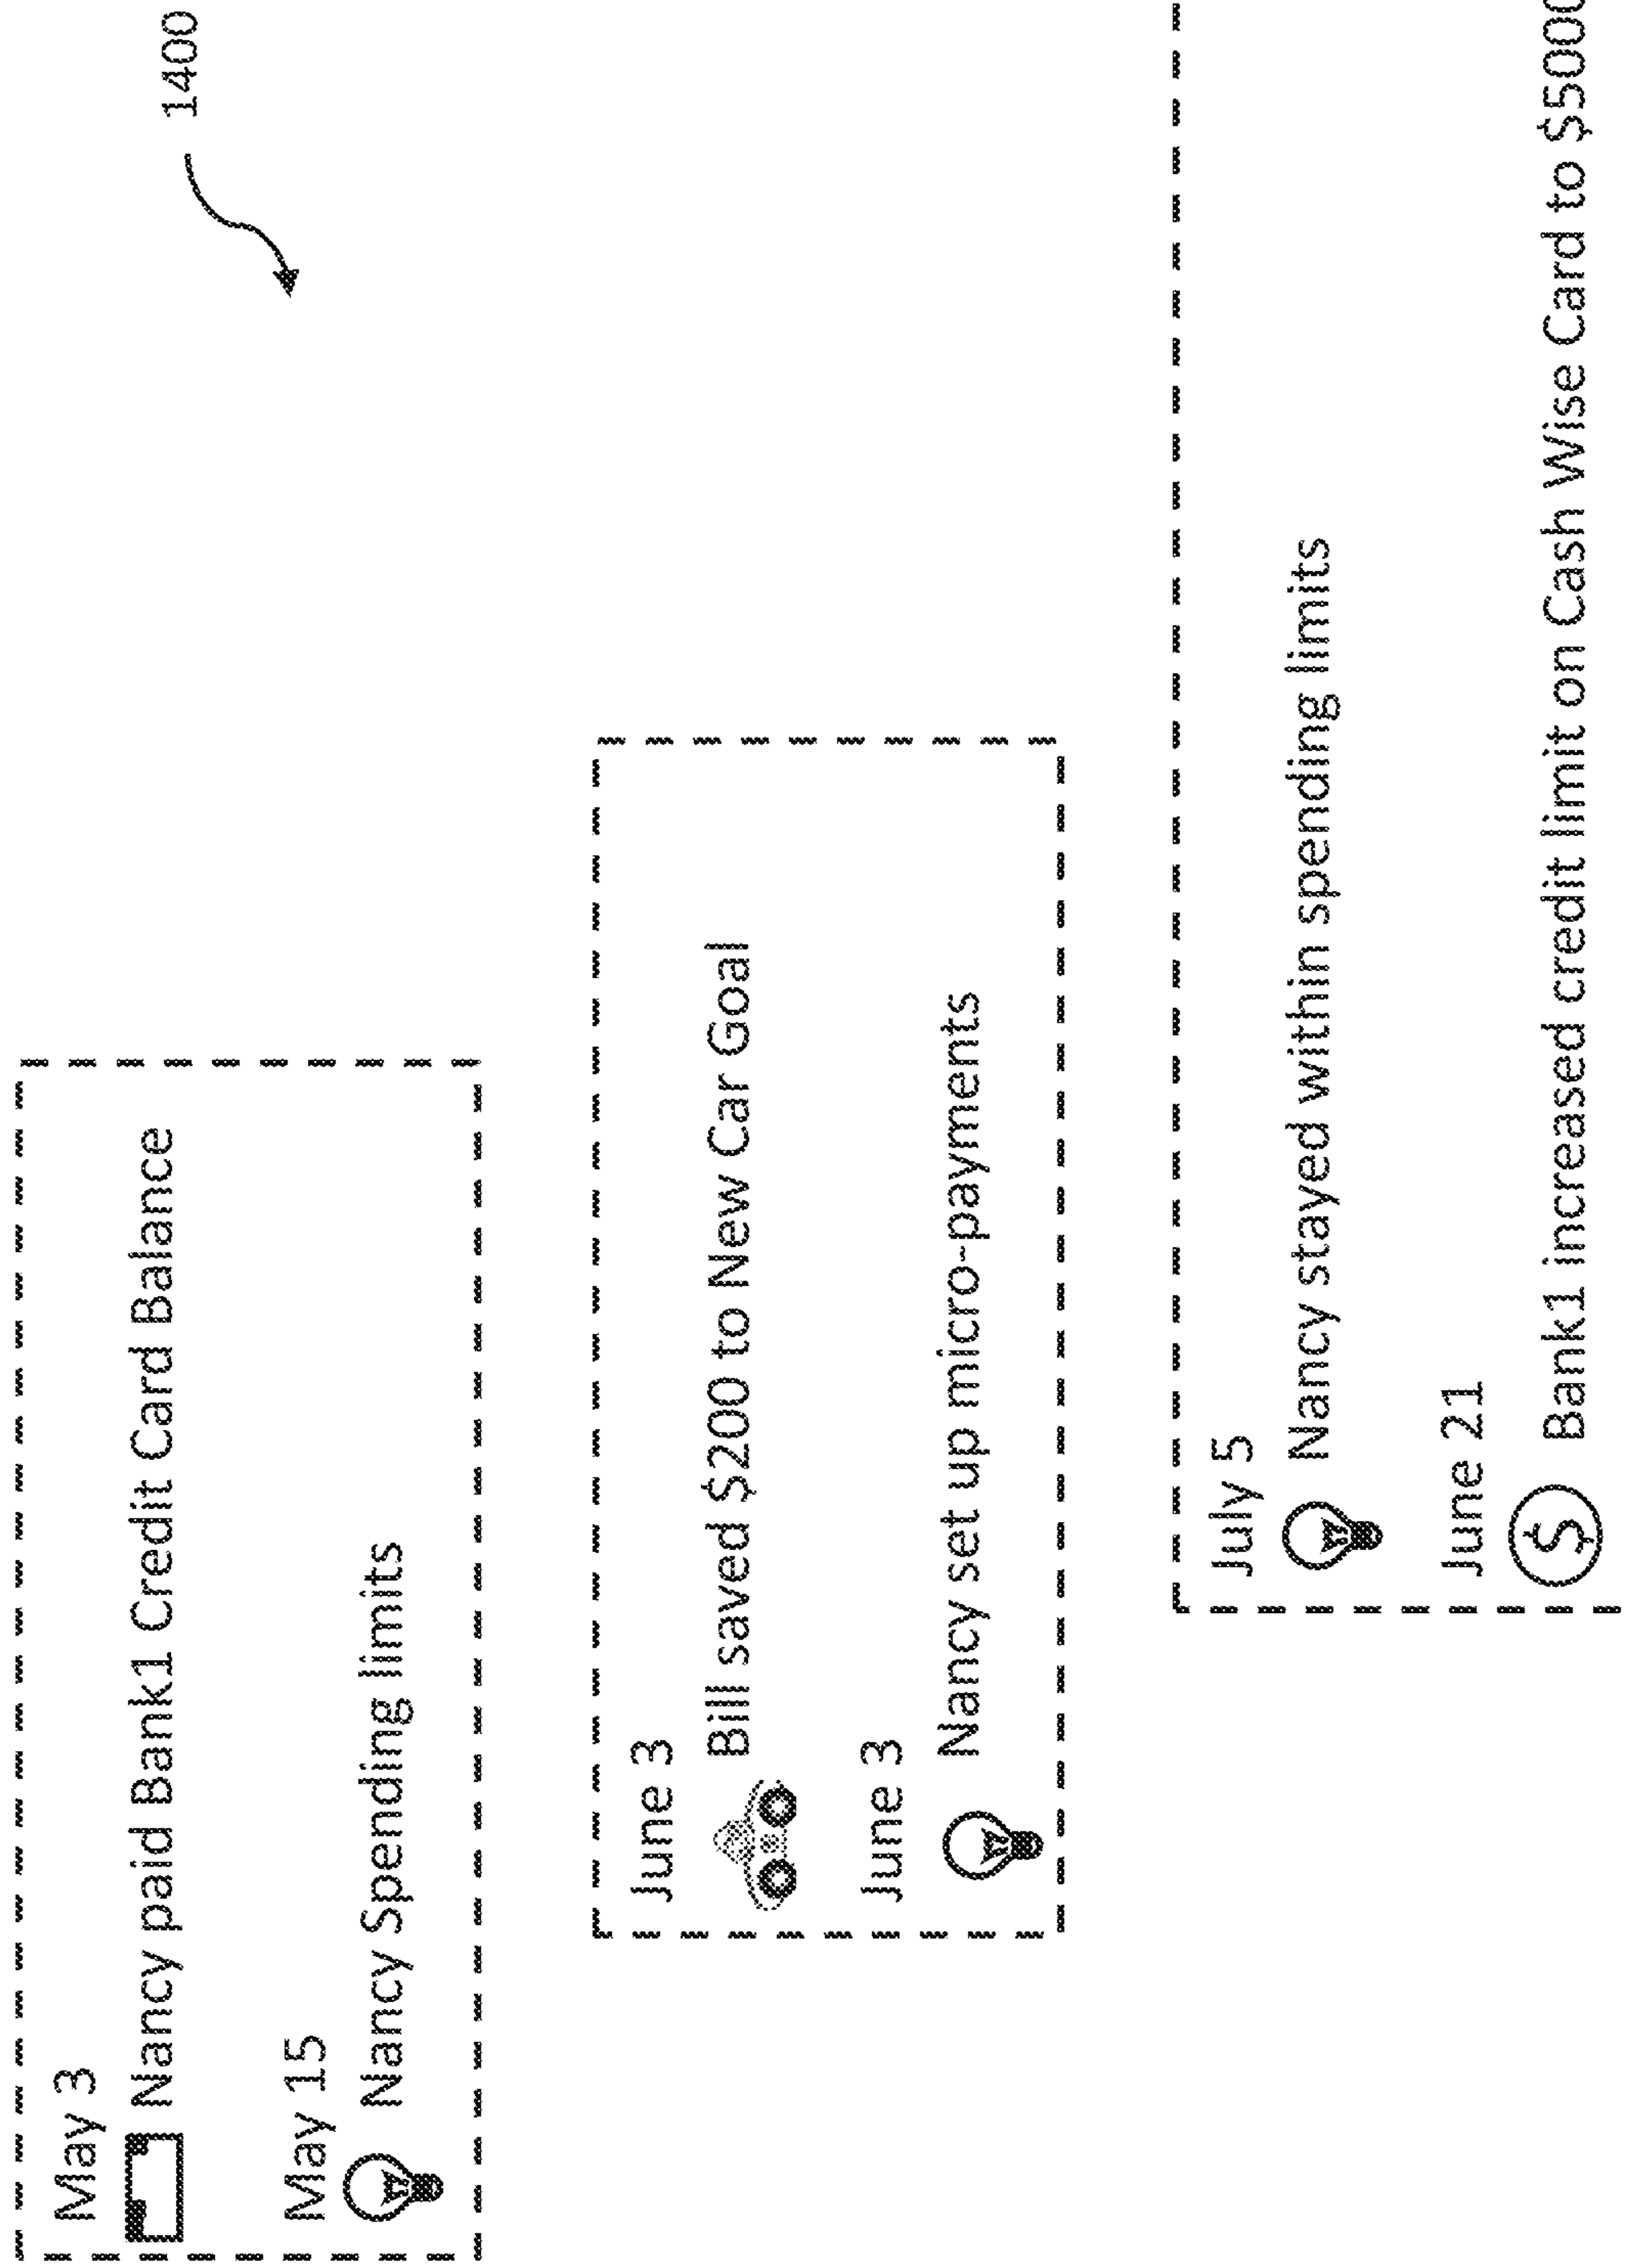 1400
May 3
Nancy paid Bank1 Credit Card Balance
May 15
Nancy Spending limits
June 3
Bill saved $200 to New Car Goal
June 3
Nancy set up micro-payments
July 5
Nancy stayed within spending limits
June 21
Bank1 increased credit limit on Cash Wise Card to $500